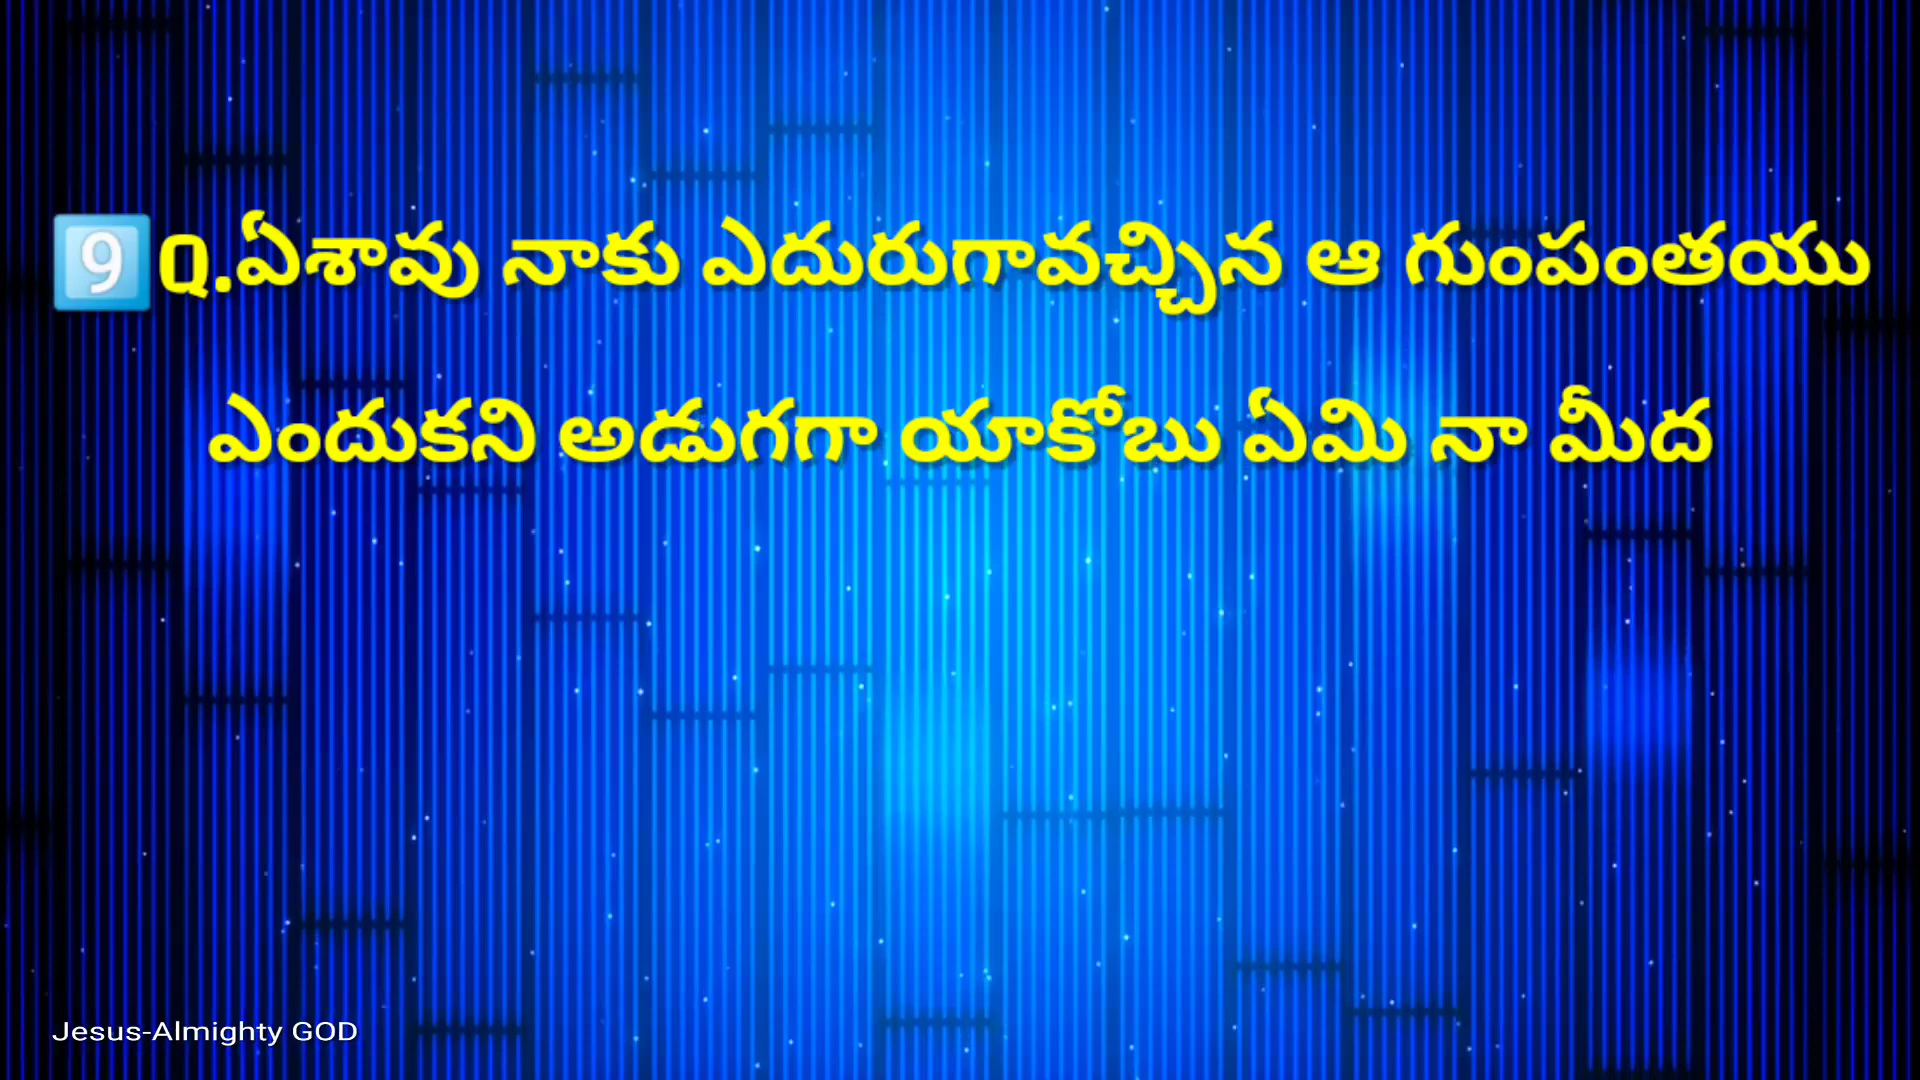 9 Q.ఏశావు నాకు ఎదురుగావచ్చిన ఆ గుంపంతయు
ఎందుకని అడుగగా యాకోబు ఏమి నా మీద
Jesus-Almighty GOD